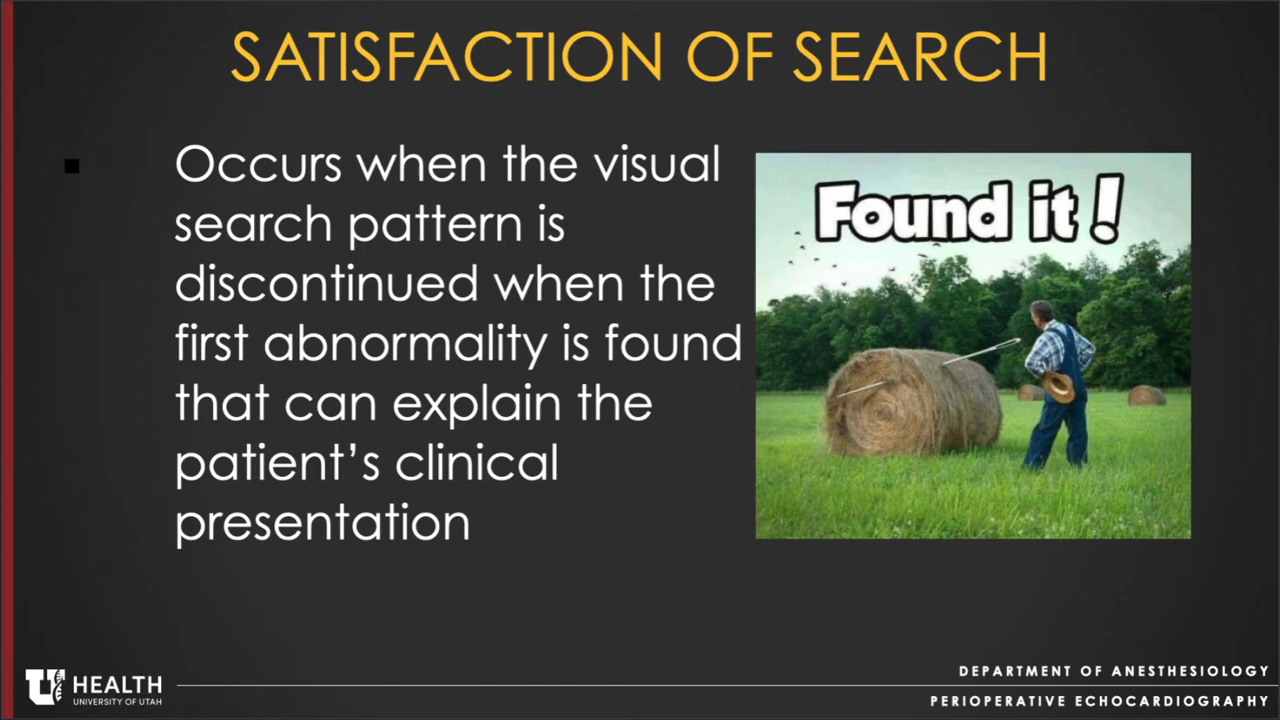 SATISFACTION OF SEARCH
Occurs when the visual
search pattern is
discontinued when the
first abnormality is found
that can explain the
patient’s clinical
presentation
Found it!
U HEALTH
UNIVERSITY OF UTAH
DEPARTMENT OF ANESTHESIOLOGY
PERIOPERATIVE ECHOCARDIOGRAPHY